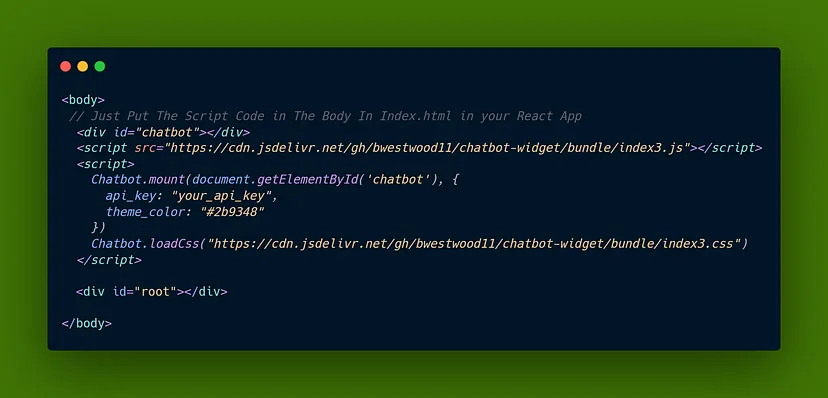 <body>
// Just Put The Script Code in The Body In Index.html in your React App
<div id="chatbot"></div>
<script src="https://cdn.jsdelivr.net/gh/bwestwood11/chatbot-widget/bundle/index3.js"></script>
<script>
Chatbot.mount(document.getElementById('chatbot'), {
api_key: "your_api_key",
theme_color: "#2b9348"
})
Chatbot.loadCss("https://cdn.jsdelivr.net/gh/bwestwood11/chatbot-widget/bundle/index3.css")
</script>
<div id="root"></div>
</body>